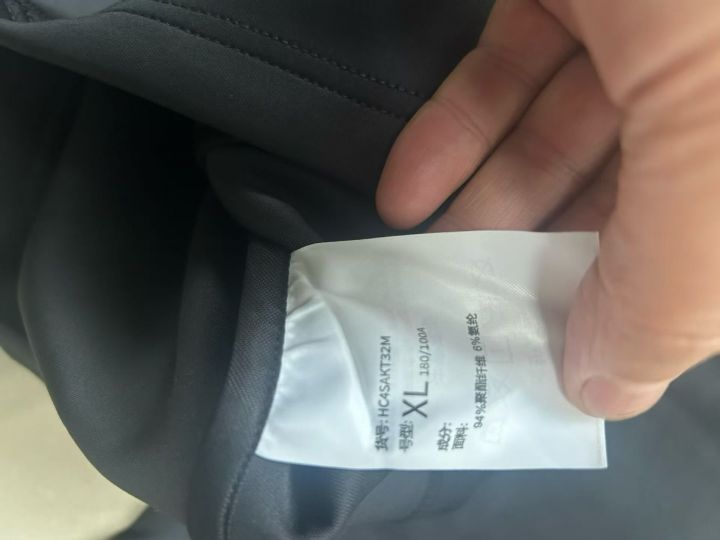 货号: HC4SAKT32M
号型: XL 180/100A
成分:
面料:
94%聚酯纤维 6%氨纶